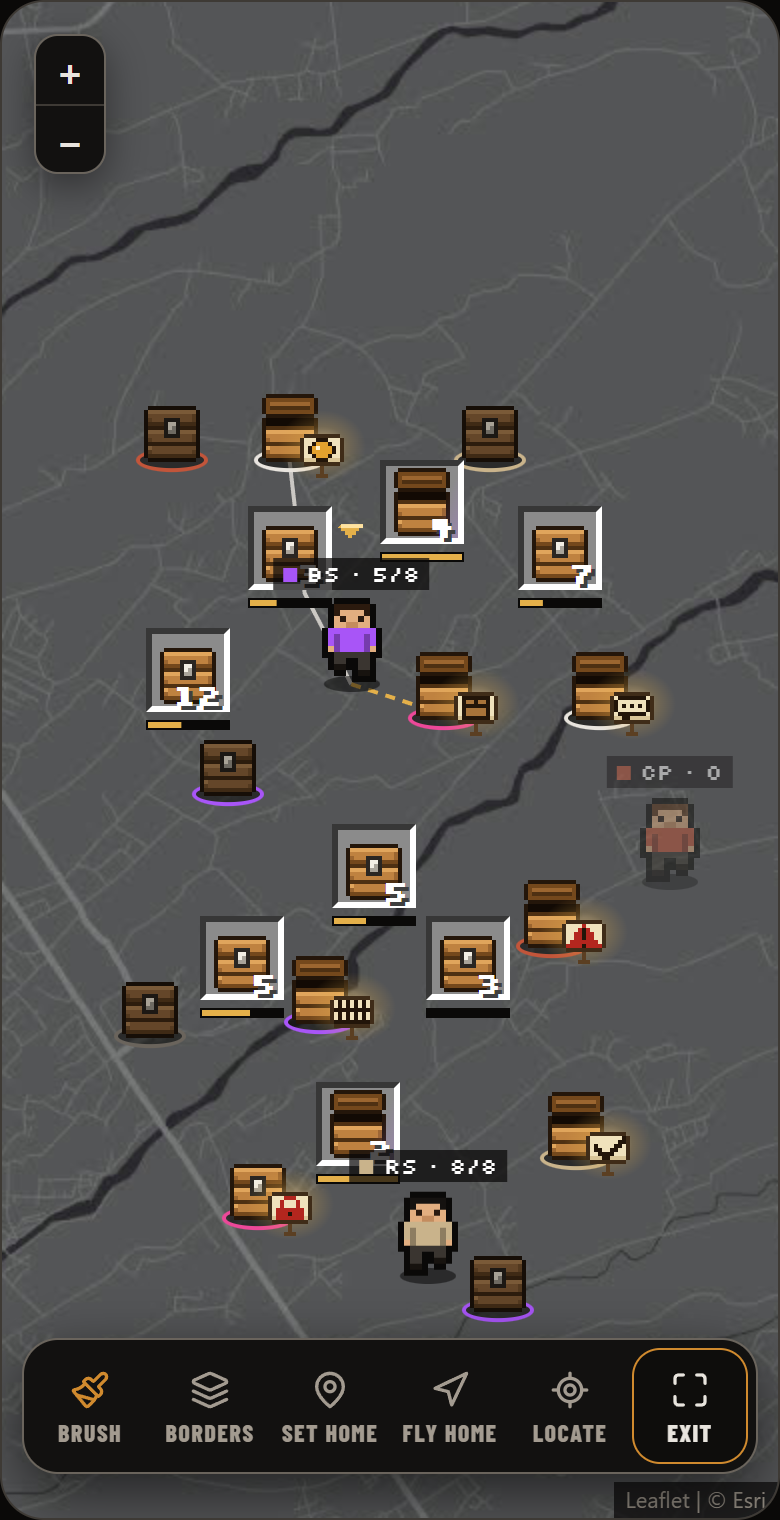 +
−
7
BS · 5/8
12
CP · 0
5
5
3
RS · 8/8
BRUSH
BORDERS
SET HOME
FLY HOME
LOCATE
EXIT
Leaflet | © Esri